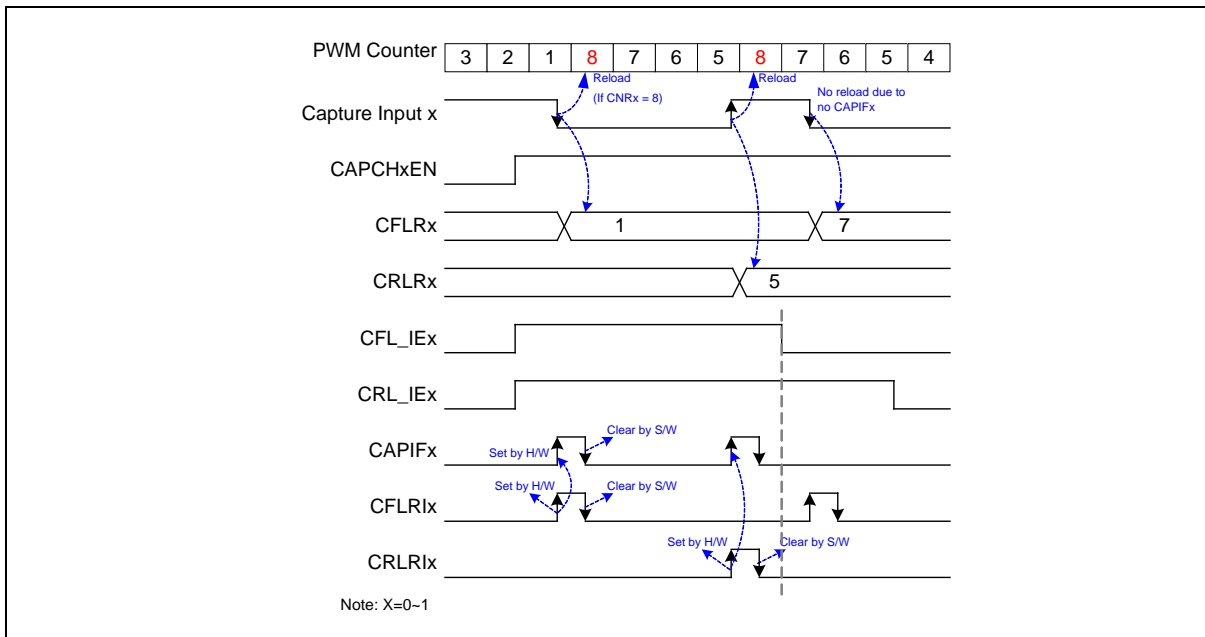 PWM Counter 3 2 1 8 7 6 5 8 7 6 5 4
Reload
(If CNRx = 8)
Reload
No reload due to
no CAPIFx
Capture Input x
CAPCHxEN
CFLRx 1 7
CRLRx 5
CFL_IEx
CRL_IEx
Clear by S/W
CAPIFx
Set by H/W
Set by H/W
Clear by S/W
CFLRIx
Set by H/W
Clear by S/W
CRLRIx
Note: X=0~1